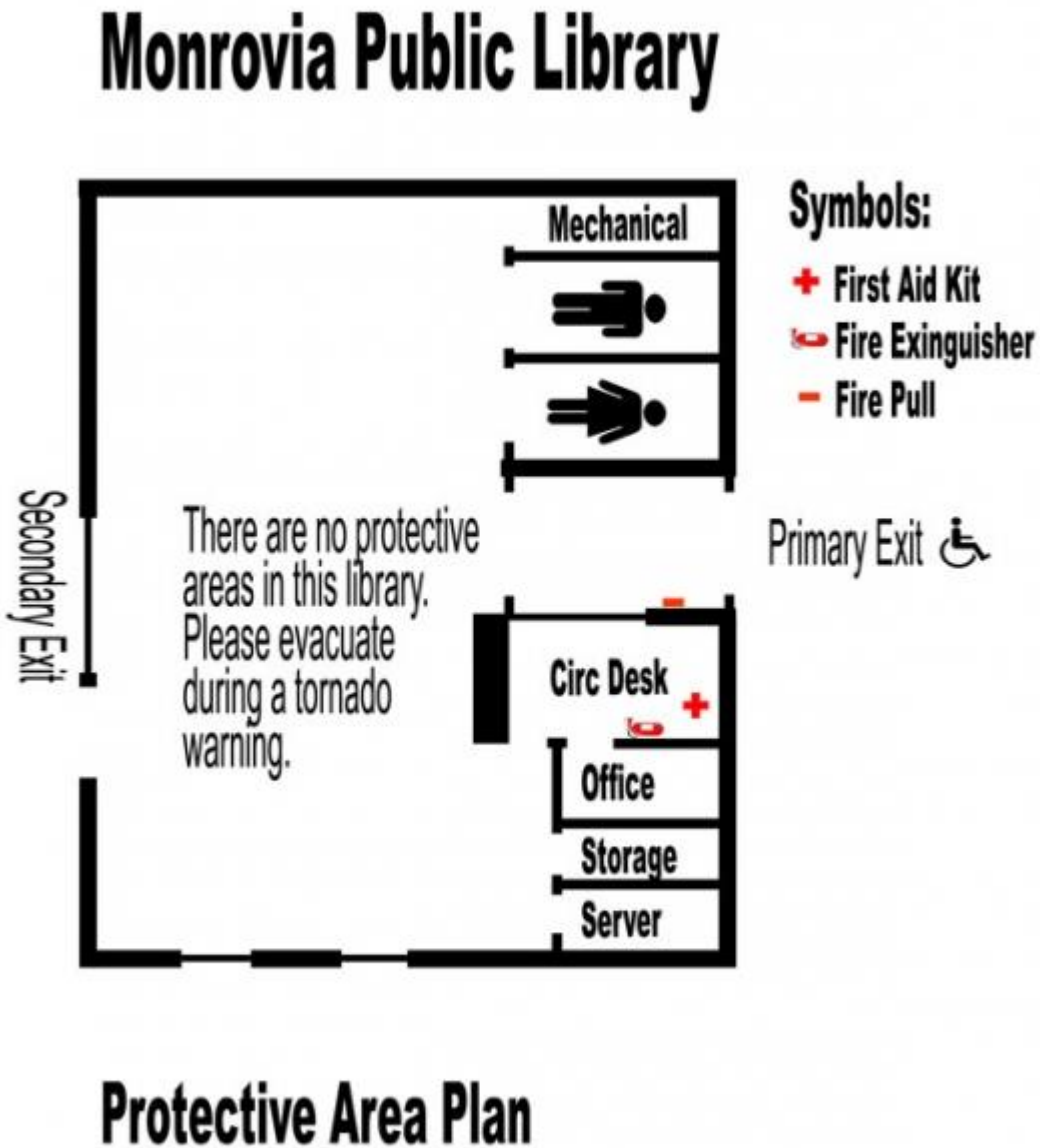 Monrovia Public Library
Mechanical
Symbols:
First Aid Kit
Fire Exinguisher
Fire Pull
Secondary Exit
There are no protective
areas in this library.
Please evacuate
during a tornado
warning.
Primary Exit
Circ Desk
Office
Storage
Server
Protective Area Plan